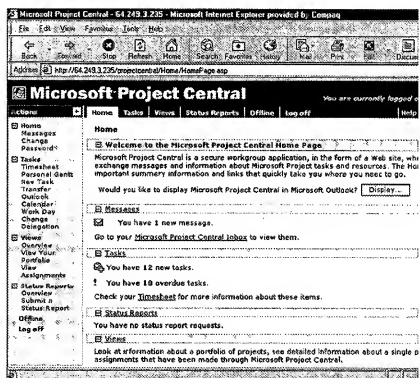 Microsoft Project Central - 64.249.3.235 - Microsoft Internet Explorer provided by Compaq
File Edit View Favorites Tools Help
Back Forward Stop Refresh Home Search Favorites History Mail Print Edit Discuss
Address http://64.249.3.235/projectcentral/Home/HomePage.asp
Microsoft Project Central
You are currently logged o
Actions
Home Tasks Views Status Reports Offline Log off Help
Home
Messages
Change
Password
Tasks
Timesheet
Personal Gantt
New Task
Transfer
Outlook
Calendar
Work Day
Change
Delegation
Views
Overview
View Your
Portfolio
View
Assignments
Status Reports
Overview
Submit a
Status Report
Offline
Log off
Home
Welcome to the Microsoft Project Central Home Page
Microsoft Project Central is a secure workgroup application, in the form of a Web site, whe
exchange messages and information about Microsoft Project tasks and resources. The Hom
important summary information and links that quickly take you where you need to go.
Would you like to display Microsoft Project Central in Microsoft Outlook? Display...
Messages
You have 1 new message.
Go to your Microsoft Project Central Inbox to view them.
Tasks
You have 12 new tasks.
! You have 10 overdue tasks.
Check your Timesheet for more information about these items.
Status Reports
You have no status report requests.
Views
Look at information about a portfolio of projects, see detailed information about a single p
assignments that have been made through Microsoft Project Central.